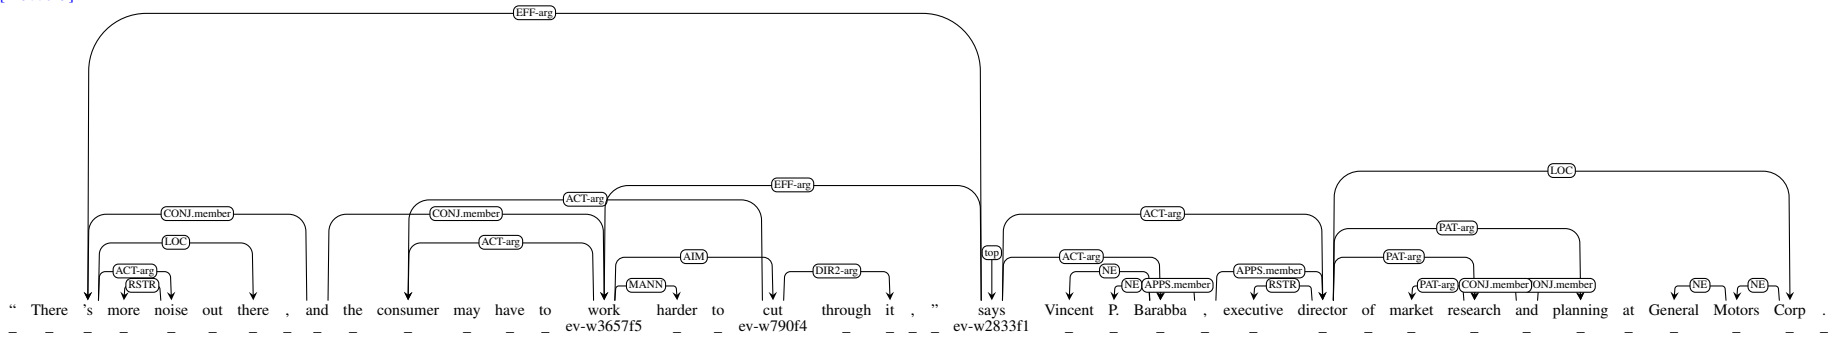 EFF-arg
LOC
EFF-arg
ACT-arg
CONJ.member CONJ.member ACT-arg
PAT-arg
LOC ACT-arg top
AIM ACT-arg PAT-arg
ACT-arg DIR2-arg NE APPS.member
RSTR MANN NE APPS.member RSTR PAT-arg CONJ.member ONJ.member NE NE
“ There 's more noise out there , and the consumer may have to work harder to cut through it , ” says Vincent P. Barabba , executive director of market research and planning at General Motors Corp .
_ _ _ _ _ _ _ _ _ _ _ _ _ _ ev-w3657f5 _ _ ev-w790f4 _ _ _ _ ev-w2833f1 _ _ _ _ _ _ _ _ _ _ _ _ _ _ _ _